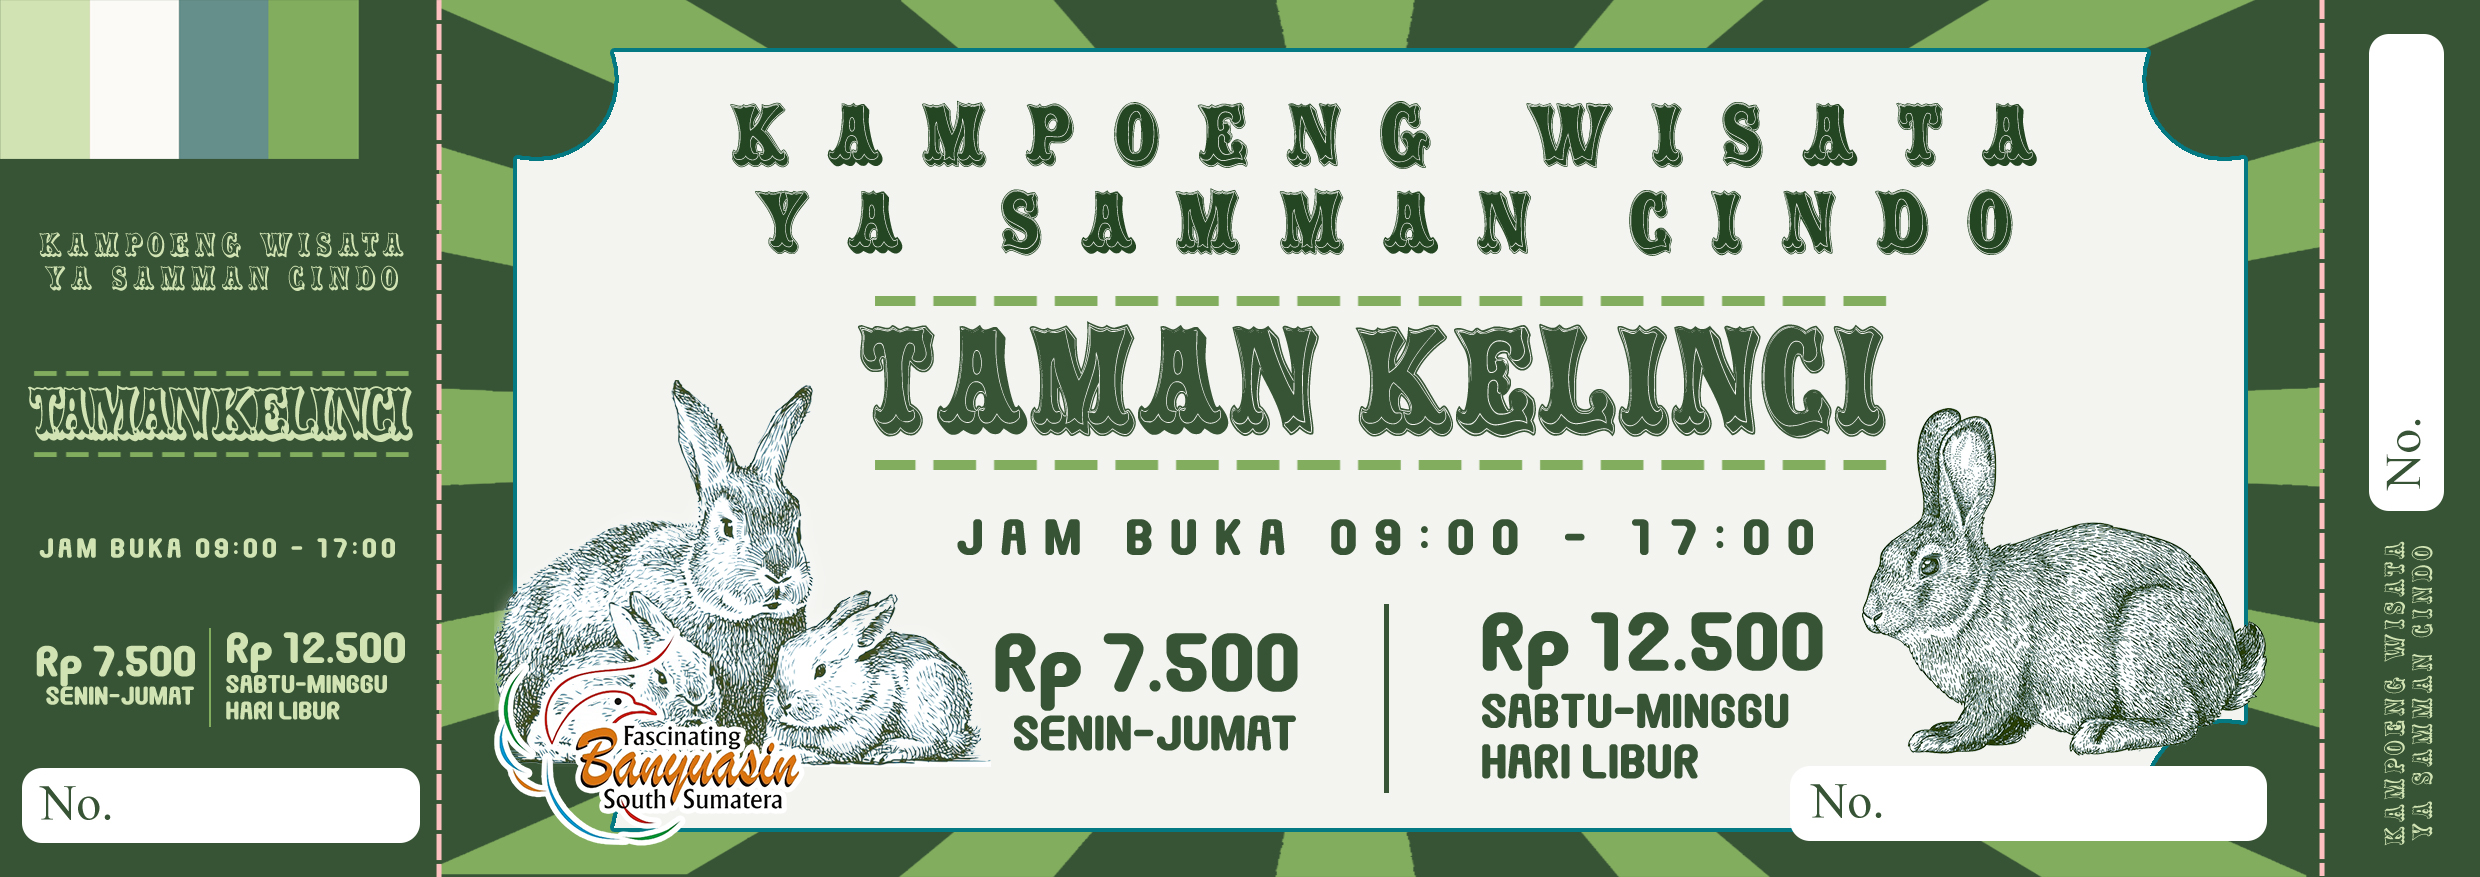 KAMPOENG WISATA
YA SAMMAN CINDO
TAMAN KELINCI
JAM BUKA 09:00 - 17:00
Rp 7.500
SENIN-JUMAT
Rp 12.500
SABTU-MINGGU
HARI LIBUR
No.
KAMPOENG WISATA
YA SAMMAN CINDO
TAMAN KELINCI
JAM BUKA 09:00 - 17:00
Rp 7.500
SENIN-JUMAT
Rp 12.500
SABTU-MINGGU
HARI LIBUR
Fascinating
Banyuasin
South Sumatera
No.
No.
KAMPOENG WISATA
YA SAMMAN CINDO